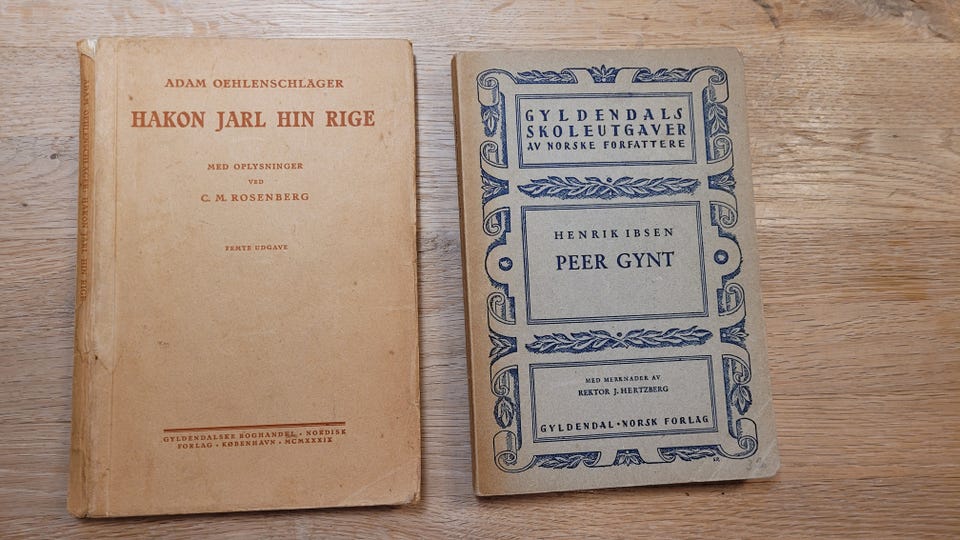 ADAM OEHLENSCHLÄGER
HAKON JARL HIN RIGE
MED OPLYSNINGER
VED
C. M. ROSENBERG
FEMTE UDGAVE
GYLDENDALSKE BOGHANDEL • NORDISK
FORLAG • KØBENHAVN • MCMXXXIX
ADAM OEHLENSCHLÄGER: HAKON JARL HIN RIGE
GYLDENDALS
SKOLEUTGAVER
AV NORSKE FORFATTERE
HENRIK IBSEN
PEER GYNT
MED MERKNADER AV
REKTOR J. HERTZBERG
GYLDENDAL • NORSK FORLAG